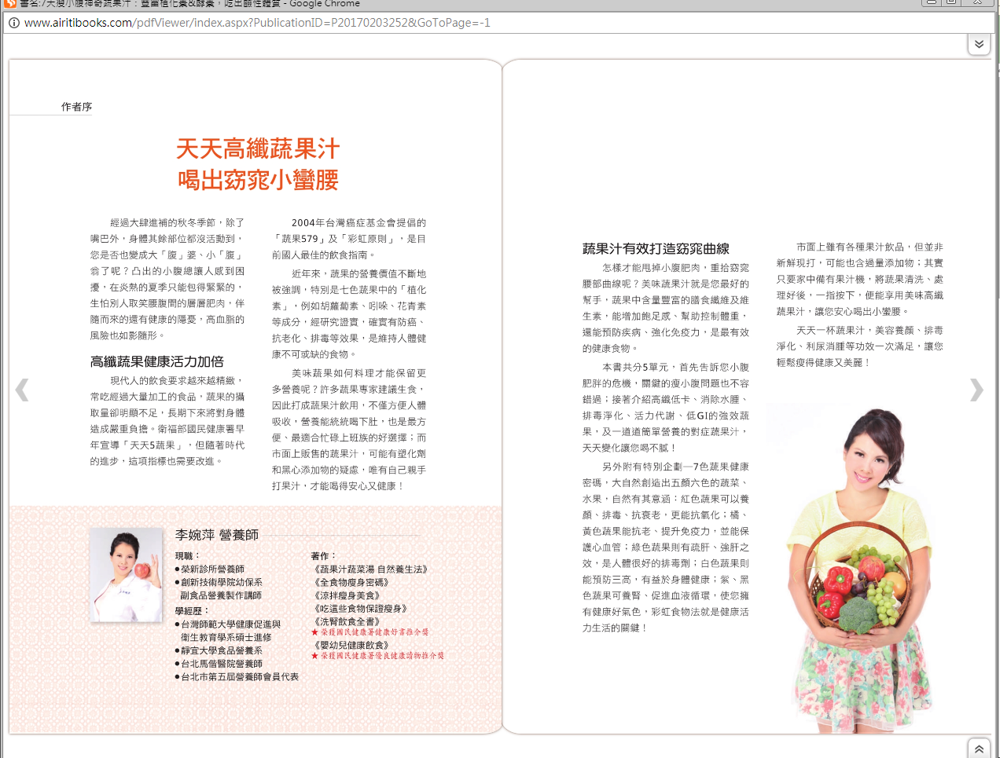 書名:7天瘦小腹神奇蔬果汁：豐富植化素&酵素，吃出鹼性體質 - Google Chrome
www.airitibooks.com/pdfViewer/index.aspx?PublicationID=P20170203252&GoToPage=-1
作者序
天天高纖蔬果汁
喝出窈窕小蠻腰
經過大肆進補的秋冬季節，除了
嘴巴外，身體其餘部位都沒活動到，
您是否也變成大「腹」婆、小「腹」
翁了呢？凸出的小腹總讓人感到困
擾，在炎熱的夏季只能包得緊緊的，
生怕別人取笑腰腹間的層層肥肉，伴
隨而來的還有健康的隱憂，高血脂的
風險也如影隨形。
高纖蔬果健康活力加倍
現代人的飲食要求越來越精緻，
常吃經過大量加工的食品，蔬果的攝
取量卻明顯不足，長期下來將對身體
造成嚴重負擔。衛福部國民健康署早
年宣導「天天5蔬果」，但隨著時代
的進步，這項指標也需要改進。
2004年台灣癌症基金會提倡的
「蔬果579」及「彩虹原則」，是目
前國人最佳的飲食指南。
近年來，蔬果的營養價值不斷地
被強調，特別是七色蔬果中的「植化
素」，例如胡蘿蔔素、吲哚、花青素
等成分，經研究證實，確實有防癌、
抗老化、排毒等效果，是維持人體健
康不可或缺的食物。
美味蔬果如何料理才能保留更
多營養呢？許多蔬果專家建議生食，
因此打成蔬果汁飲用，不僅方便人體
吸收，營養能統統喝下肚，也是最方
便、最適合忙碌上班族的好選擇；而
市面上販售的蔬果汁，可能有塑化劑
和黑心添加物的疑慮，唯有自己親手
打果汁，才能喝得安心又健康！
李婉萍 營養師
現職：
●榮新診所營養師
●創新技術學院幼保系
副食品營養製作講師
學經歷：
●台灣師範大學健康促進與
衛生教育學系碩士進修
●靜宜大學食品營養系
●台北馬偕醫院營養師
●台北市第五屆營養師會員代表
著作：
《蔬果汁蔬菜湯 自然養生法》
《全食物瘦身密碼》
《涼拌瘦身美食》
《吃這些食物保證瘦身》
《洗腎飲食全書》
★ 榮獲國民健康署健康好書推介獎
《嬰幼兒健康飲食》
★ 榮獲國民健康署優良健康讀物推介獎
蔬果汁有效打造窈窕曲線
怎樣才能甩掉小腹肥肉，重拾窈窕
腰部曲線呢？美味蔬果汁就是您最好的
幫手，蔬果中含量豐富的膳食纖維及維
生素，能增加飽足感、幫助控制體重，
還能預防疾病、強化免疫力，是最有效
的健康食物。
本書共分5單元，首先告訴您小腹
肥胖的危機，關鍵的瘦小腹問題也不容
錯過；接著介紹高纖低卡、消除水腫、
排毒淨化、活力代謝、低GI的強效蔬
果，及一道道簡單營養的對症蔬果汁，
天天變化讓您喝不膩！
另外附有特別企劃—7色蔬果健康
密碼，大自然創造出五顏六色的蔬菜、
水果，自然有其意涵：紅色蔬果可以養
顏、排毒、抗衰老，更能抗氧化；橘、
黃色蔬果能抗老、提升免疫力，並能保
護心血管；綠色蔬果則有疏肝、強肝之
效，是人體很好的排毒劑；白色蔬果則
能預防三高，有益於身體健康；紫、黑
色蔬果可養腎、促進血液循環，使您擁
有健康好氣色，彩虹食物法就是健康活
力生活的關鍵！
市面上雖有各種果汁飲品，但並非
新鮮現打，可能也含過量添加物；其實
只要家中備有果汁機，將蔬果清洗、處
理好後，一指按下，便能享用美味高纖
蔬果汁，讓您安心喝出小蠻腰。
天天一杯蔬果汁，美容養顏、排毒
淨化、利尿消腫等功效一次滿足，讓您
輕鬆瘦得健康又美麗！